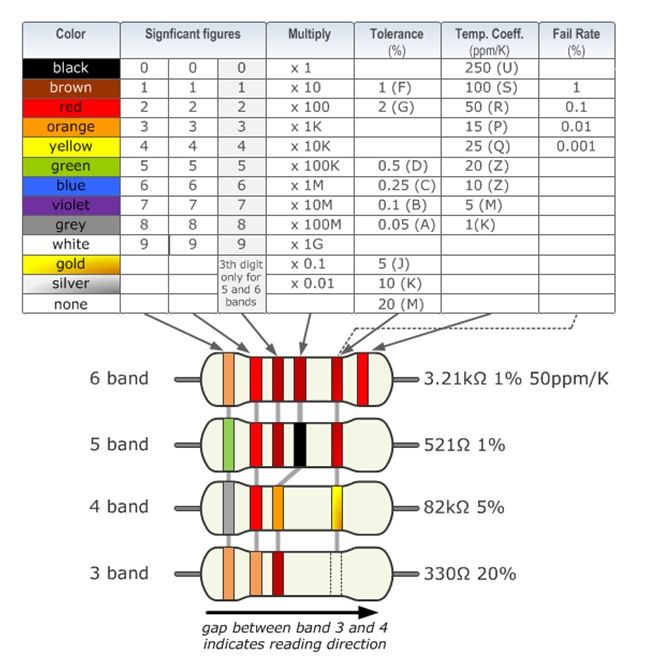 Color Signficant figures Multiply Tolerance Temp. Coeff. Fail Rate
(%) (ppm/K) (%)
black 0 0 0 x 1 250 (U)
brown 1 1 1 x 10 1 (F) 100 (S) 1
red 2 2 2 x 100 2 (G) 50 (R) 0.1
orange 3 3 3 x 1K 15 (P) 0.01
yellow 4 4 4 x 10K 25 (Q) 0.001
green 5 5 5 x 100K 0.5 (D) 20 (Z)
blue 6 6 6 x 1M 0.25 (C) 10 (Z)
violet 7 7 7 x 10M 0.1 (B) 5 (M)
grey 8 8 8 x 100M 0.05 (A) 1(K)
white 9 9 9 x 1G
gold 3th digit x 0.1 5 (J)
only for
silver 5 and 6 x 0.01 10 (K)
bands
none 20 (M)
6 band 3.21kΩ 1% 50ppm/K
5 band 521Ω 1%
4 band 82kΩ 5%
3 band 330Ω 20%
gap between band 3 and 4
indicates reading direction